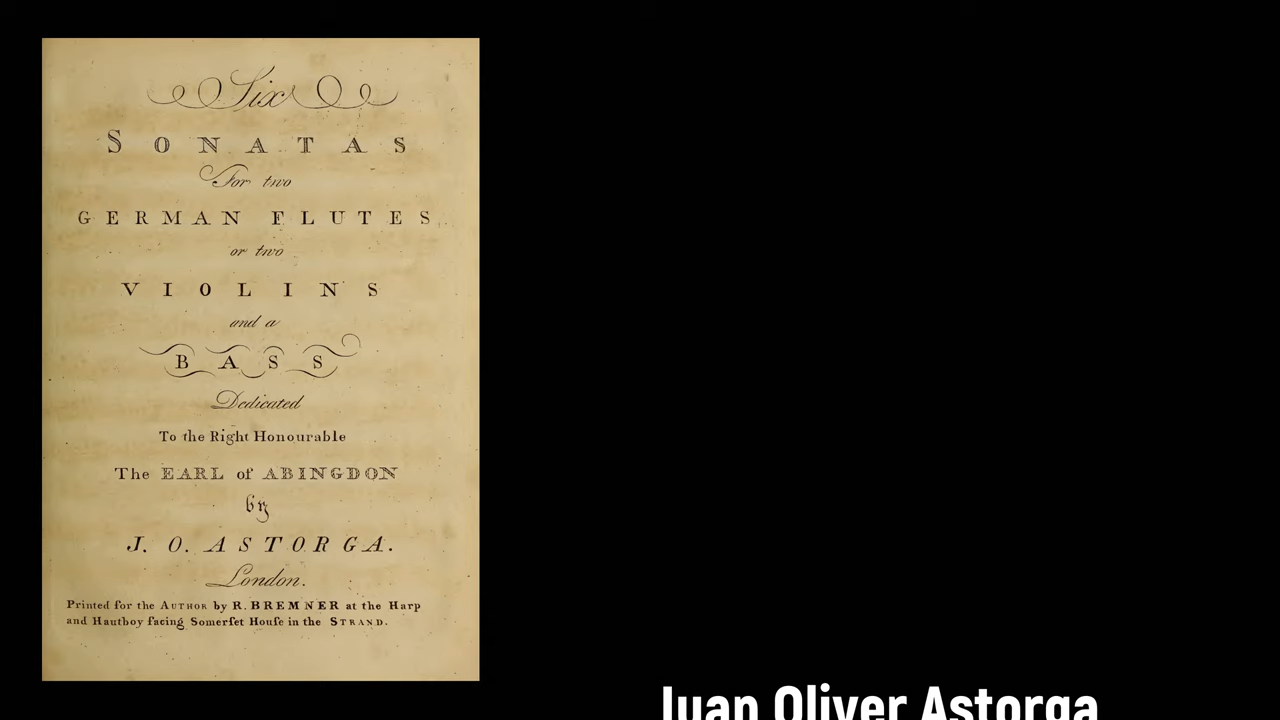 Six
SONATAS
For two
GERMAN FLUTES
or two
VIOLINS
and a
BASS
Dedicated
To the Right Honourable
The EARL of ABINGDON
by
J. O. ASTORGA.
London.
Printed for the AUTHOR by R. BREMNER at the Harp
and Hautboy facing Somerſet Houſe in the STRAND.
Juan Oliver Astorga